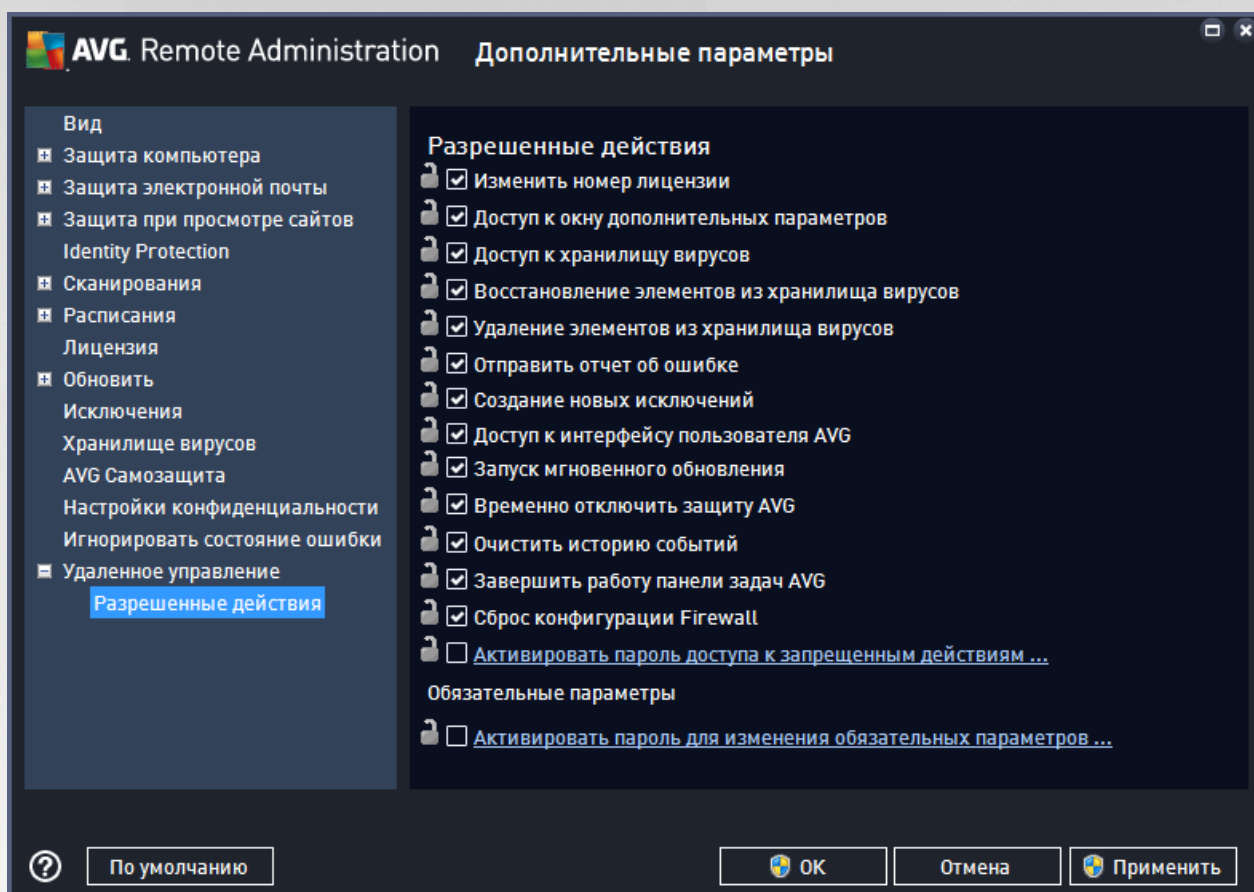 AVG. Remote Administration Дополнительные параметры
Вид
Защита компьютера
Защита электронной почты
Защита при просмотре сайтов
Identity Protection
Сканирования
Расписания
Лицензия
Обновить
Исключения
Хранилище вирусов
AVG Самозащита
Настройки конфиденциальности
Игнорировать состояние ошибки
Удаленное управление
Разрешенные действия
Разрешенные действия
Изменить номер лицензии
Доступ к окну дополнительных параметров
Доступ к хранилищу вирусов
Восстановление элементов из хранилища вирусов
Удаление элементов из хранилища вирусов
Отправить отчет об ошибке
Создание новых исключений
Доступ к интерфейсу пользователя AVG
Запуск мгновенного обновления
Временно отключить защиту AVG
Очистить историю событий
Завершить работу панели задач AVG
Сброс конфигурации Firewall
Активировать пароль доступа к запрещенным действиям ...
Обязательные параметры
Активировать пароль для изменения обязательных параметров ...
? По умолчанию OK Отмена Применить